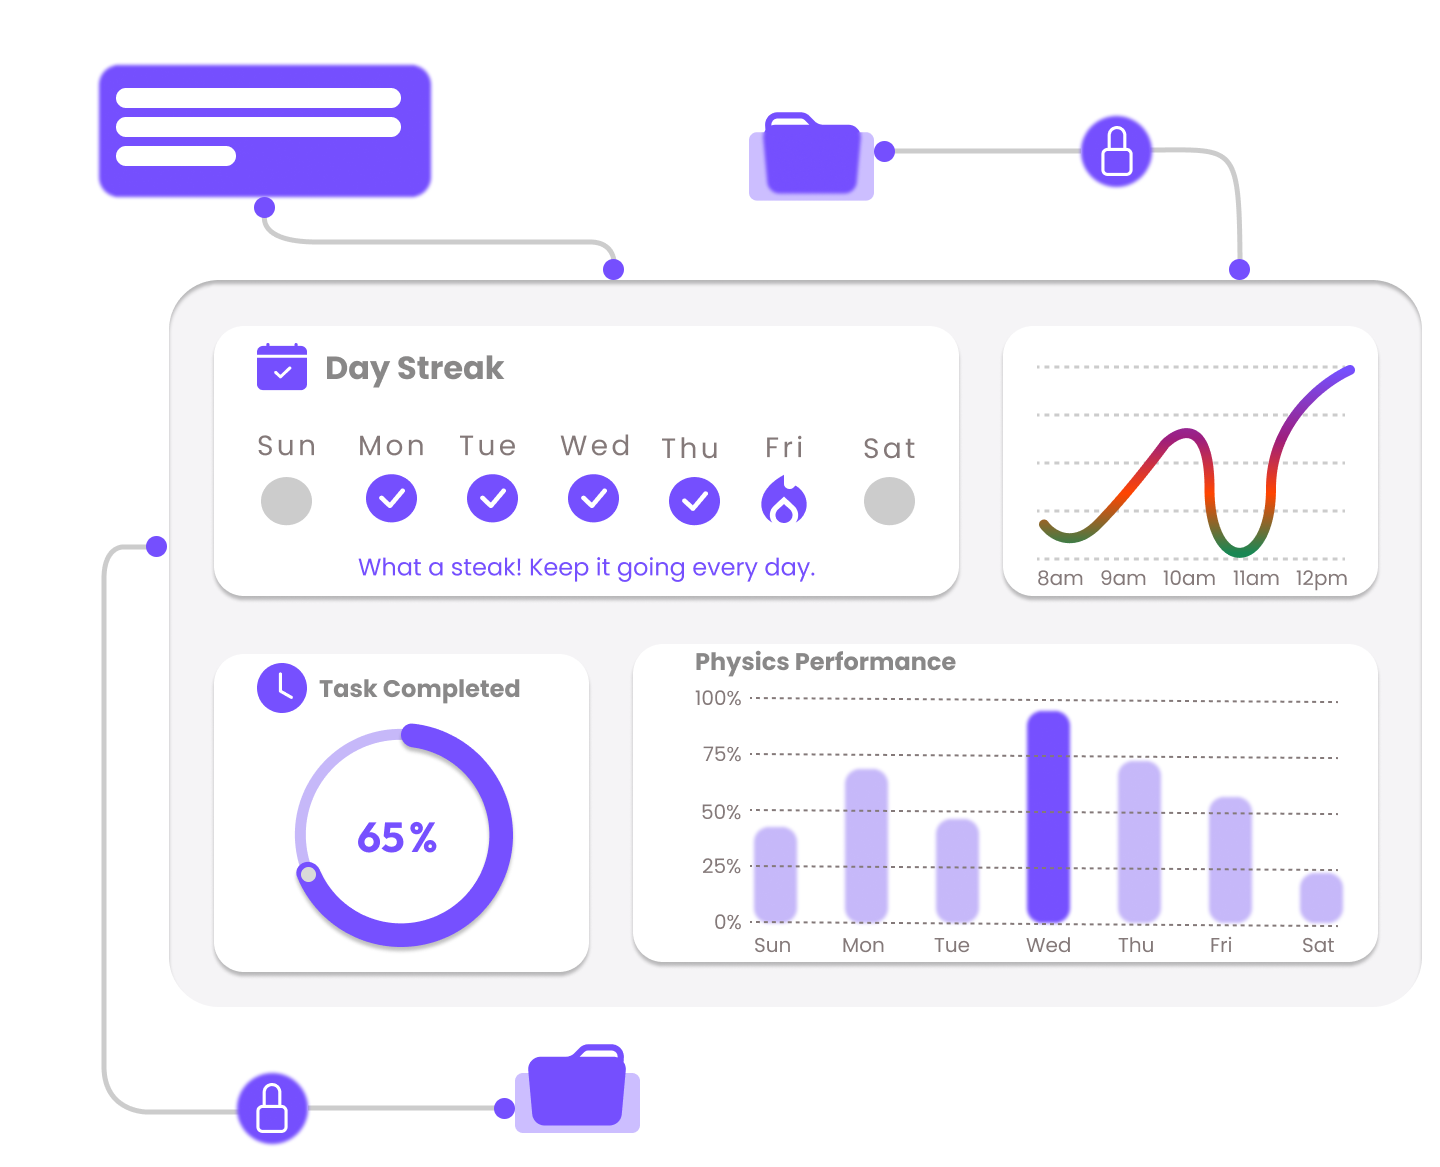 Day Streak
Sun Mon Tue Wed Thu Fri Sat
What a steak! Keep it going every day.
8am 9am 10am 11am 12pm
Task Completed
65%
Physics Performance
100%
75%
50%
25%
0%
Sun Mon Tue Wed Thu Fri Sat